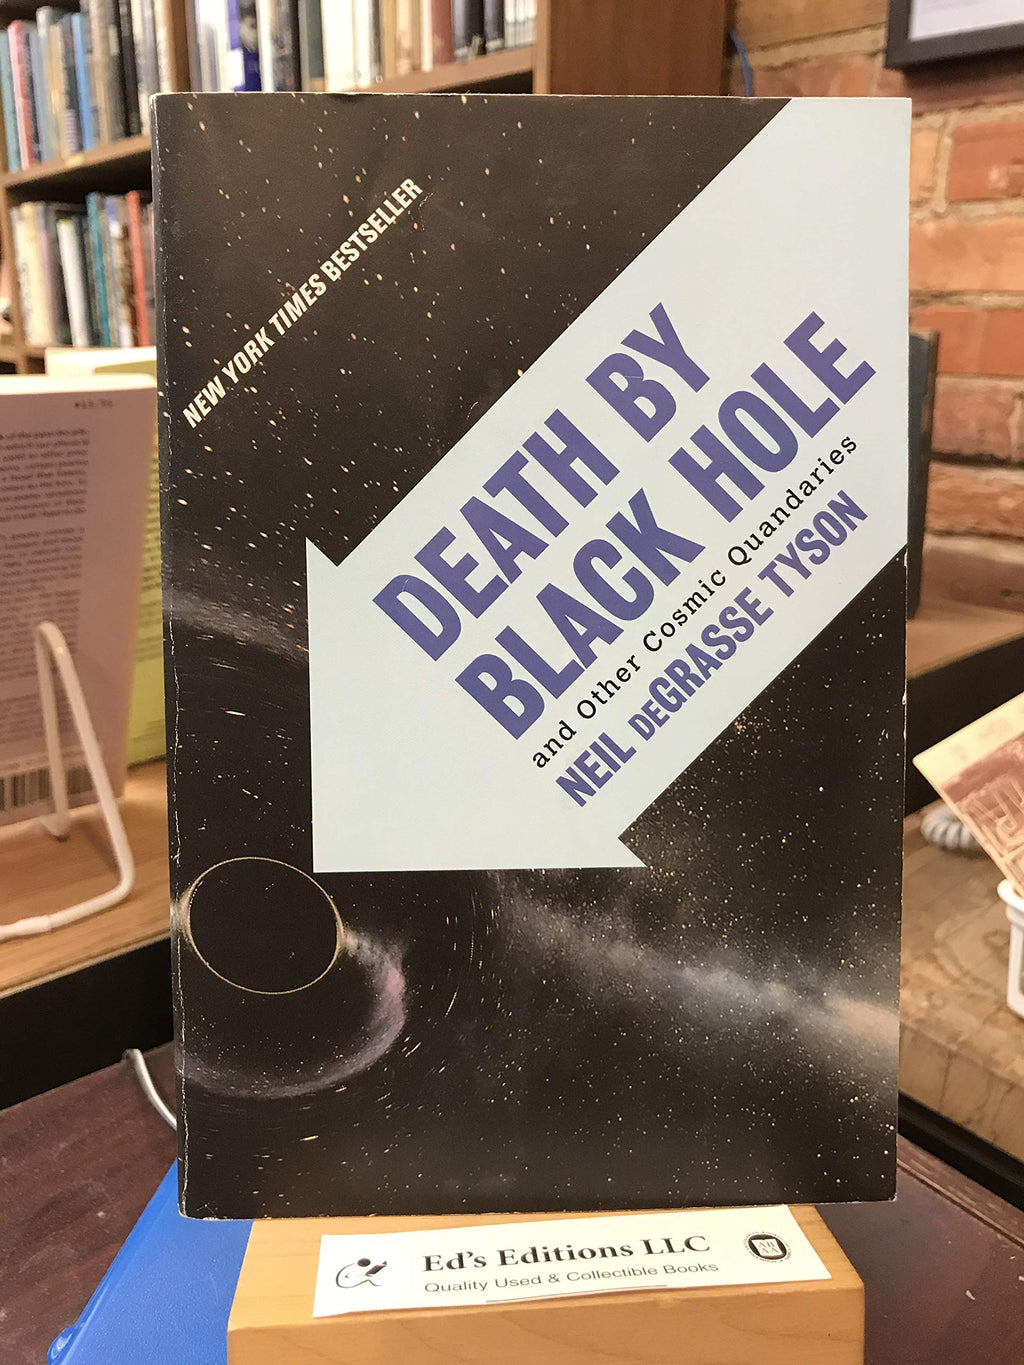 NEW YORK TIMES BESTSELLER
DEATH BY
BLACK HOLE
and Other Cosmic Quandaries
NEIL deGRASSE TYSON
Ed's Editions LLC
Quality Used & Collectible Books